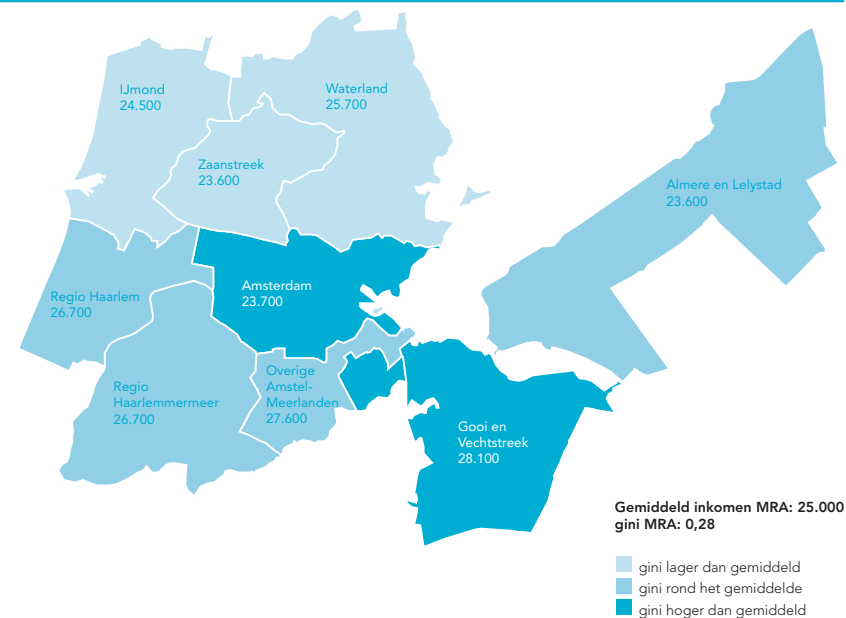 IJmond
24.500
Waterland
25.700
Zaanstreek
23.600
Almere en Lelystad
23.600
Amsterdam
23.700
Regio Haarlem
26.700
Regio
Haarlemmermeer
26.700
Overige
Amstel-
Meerlanden
27.600
Gooi en
Vechtstreek
28.100
Gemiddeld inkomen MRA: 25.000
gini MRA: 0,28
gini lager dan gemiddeld
gini rond het gemiddelde
gini hoger dan gemiddeld